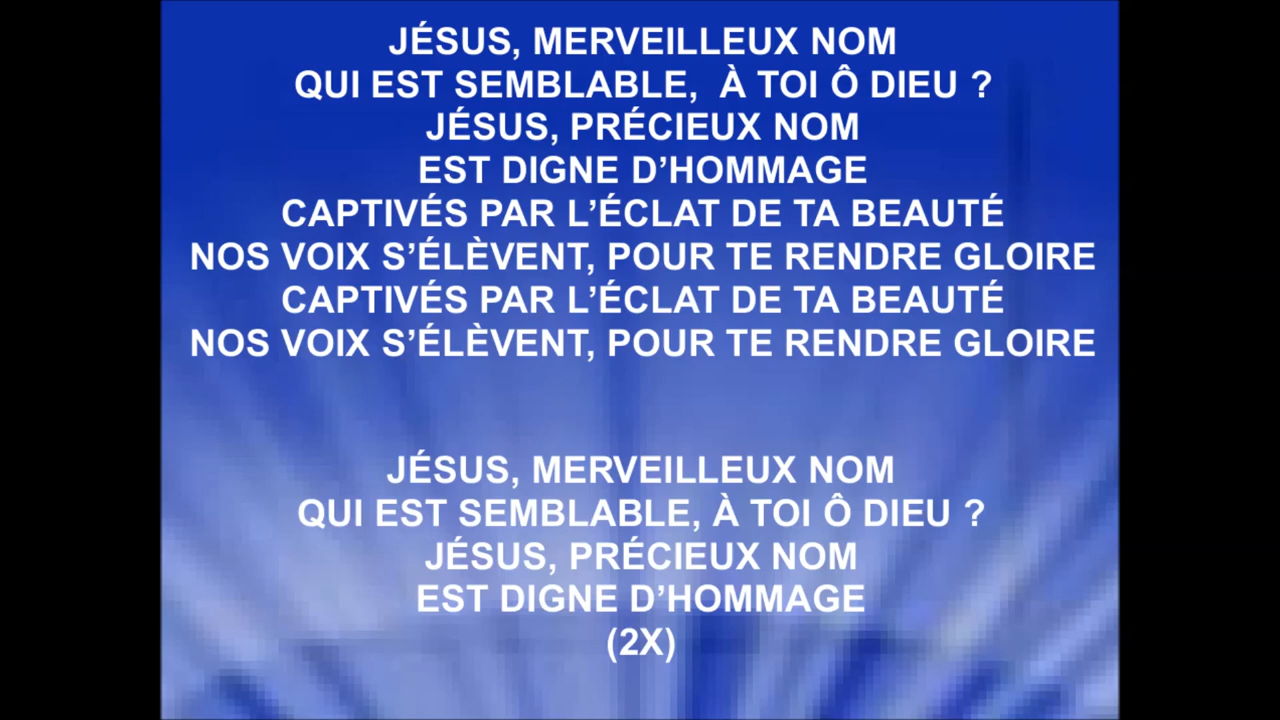 JÉSUS, MERVEILLEUX NOM
QUI EST SEMBLABLE,  À TOI Ô DIEU ?
JÉSUS, PRÉCIEUX NOM
EST DIGNE D’HOMMAGE
CAPTIVÉS PAR L’ÉCLAT DE TA BEAUTÉ
NOS VOIX S’ÉLÈVENT, POUR TE RENDRE GLOIRE
CAPTIVÉS PAR L’ÉCLAT DE TA BEAUTÉ
NOS VOIX S’ÉLÈVENT, POUR TE RENDRE GLOIRE
JÉSUS, MERVEILLEUX NOM
QUI EST SEMBLABLE, À TOI Ô DIEU ?
JÉSUS, PRÉCIEUX NOM
EST DIGNE D’HOMMAGE
(2X)